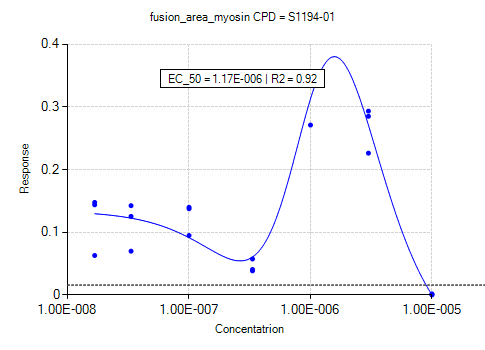 fusion_area_myosin CPD = S1194-01
0.4
EC_50 = 1.17E-006 | R2 = 0.92
0.3
0.2
0.1
0
Response
1.00E-008 1.00E-007 1.00E-006 1.00E-005
Concentatrion